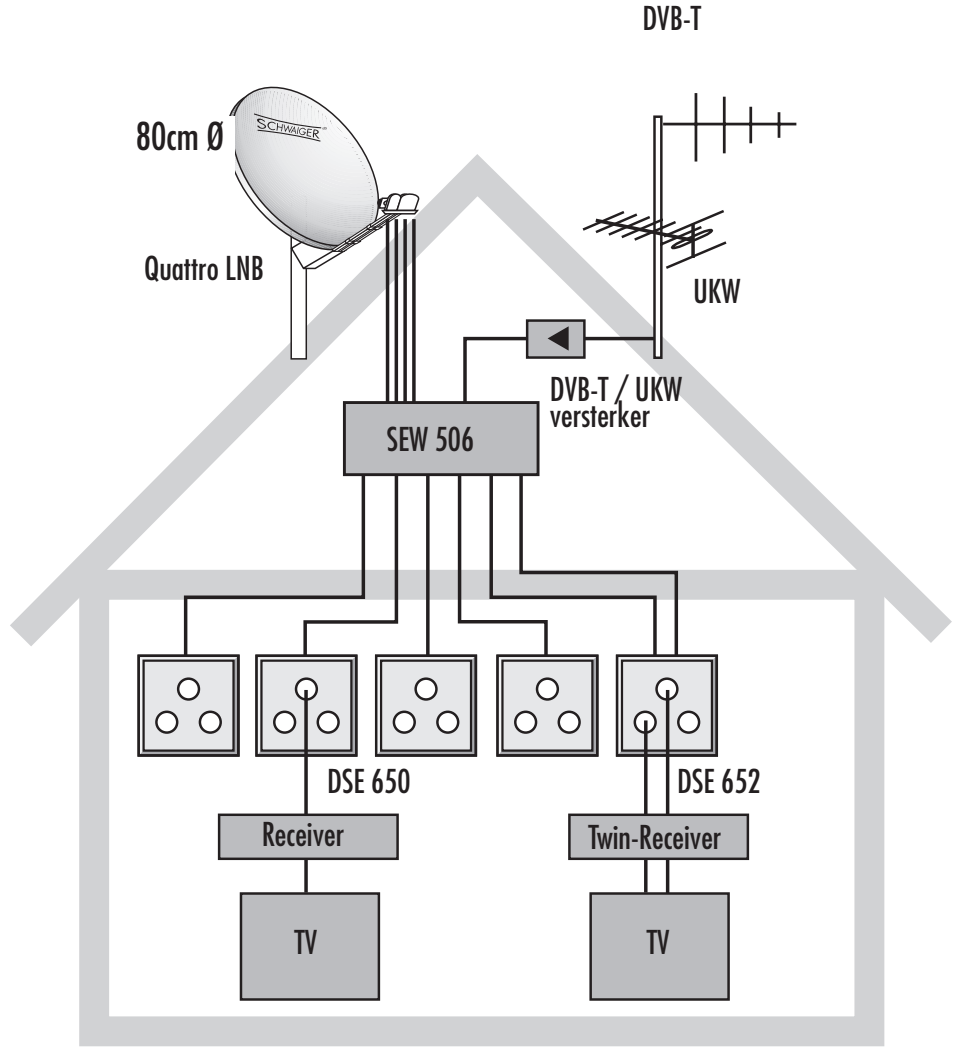 DVB-T
SCHWAIGER®
80cm Ø
Quattro LNB
UKW
DVB-T / UKW
versterker
SEW 506
DSE 650
DSE 652
Receiver
Twin-Receiver
TV
TV